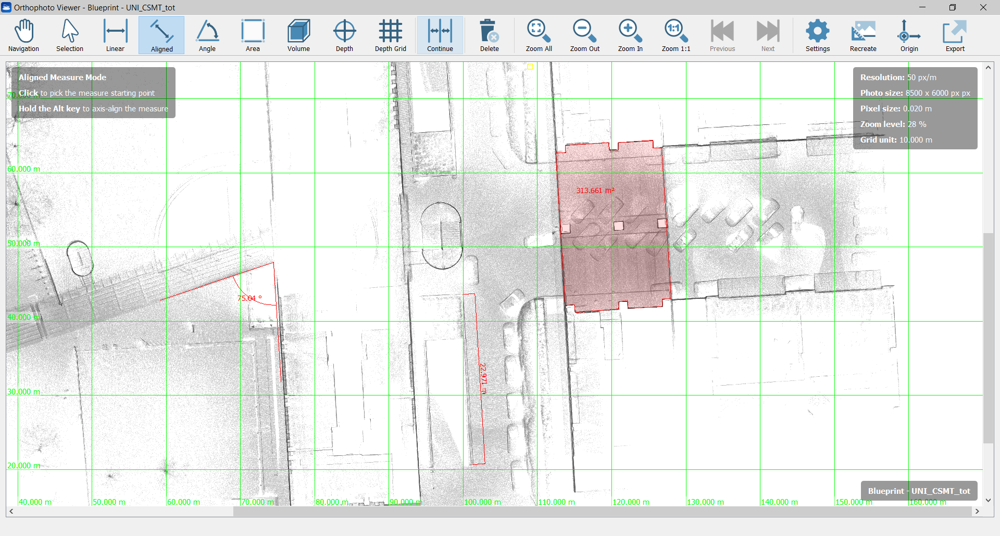 Orthophoto Viewer - Blueprint - UNI_CSMT_tot
Navigation
Selection
Linear
Aligned
Angle
Area
Volume
Depth
Depth Grid
Continue
Delete
Zoom All
Zoom Out
Zoom In
1:1
Zoom 1:1
Previous
Next
Settings
Recreate
Origin
Export
Aligned Measure Mode
Click to pick the measure starting point
Hold the Alt key to axis-align the measure
Resolution: 50 px/m
Photo size: 8500 x 6000 px px
Pixel size: 0.020 m
Zoom level: 28 %
Grid unit: 10.000 m
70.000 m
60.000 m
50.000 m
40.000 m
30.000 m
20.000 m
313.661 m²
75.04 °
22.971 m
Blueprint - UNI_CSMT_tot
40.000 m
50.000 m
60.000 m
70.000 m
80.000 m
90.000 m
100.000 m
110.000 m
120.000 m
130.000 m
140.000 m
150.000 m
160.000 m